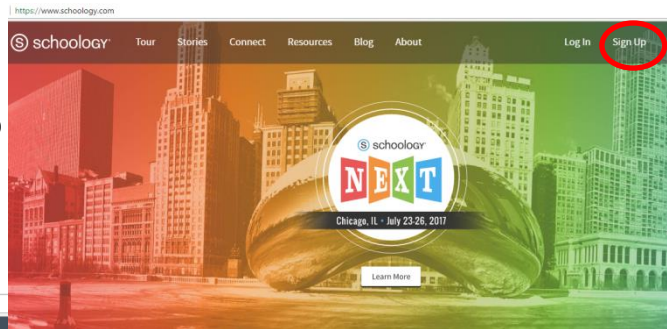 https://www.schoology.com
S schoology Tour Stories Connect Resources Blog About Log In Sign Up
S schoology
NEXT
Chicago, IL • July 23-26, 2017
Learn More